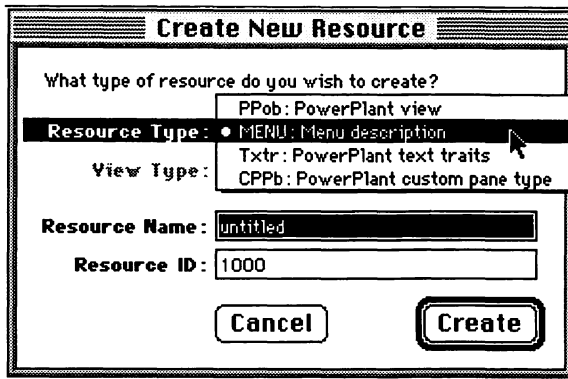 Create New Resource
What type of resource do you wish to create?
PPob: PowerPlant view
Resource Type: • MENU: Menu description
Txtr: PowerPlant text traits
View Type: CPPb: PowerPlant custom pane type
Resource Name: untitled
Resource ID: 1000
Cancel Create